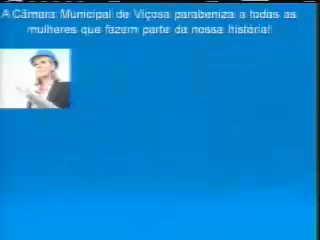 A Câmara Municipal de Viçosa parabeniza a todas as
mulheres que fazem parte da nossa história!